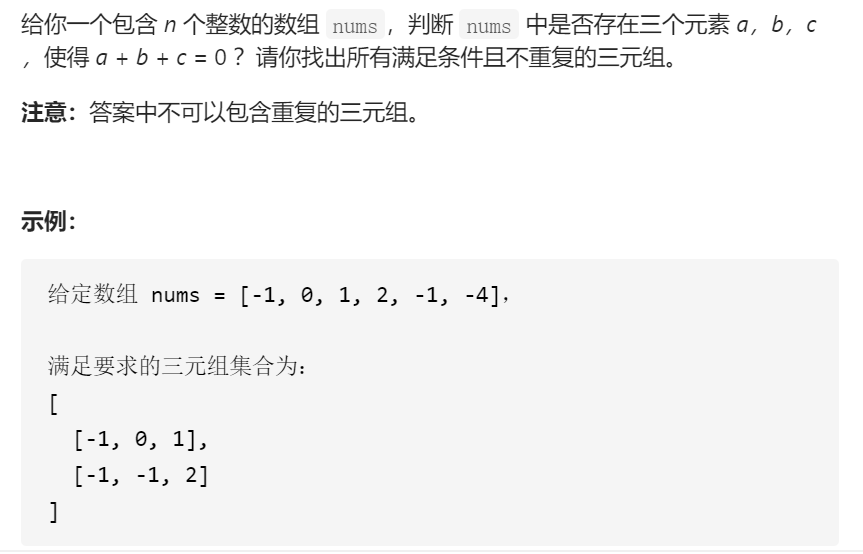 给你一个包含 n 个整数的数组 nums，判断 nums 中是否存在三个元素 a，b，c
，使得 a + b + c = 0 ？请你找出所有满足条件且不重复的三元组。
注意：答案中不可以包含重复的三元组。
示例：
给定数组 nums = [-1, 0, 1, 2, -1, -4]，
满足要求的三元组集合为：
[
[-1, 0, 1],
[-1, -1, 2]
]